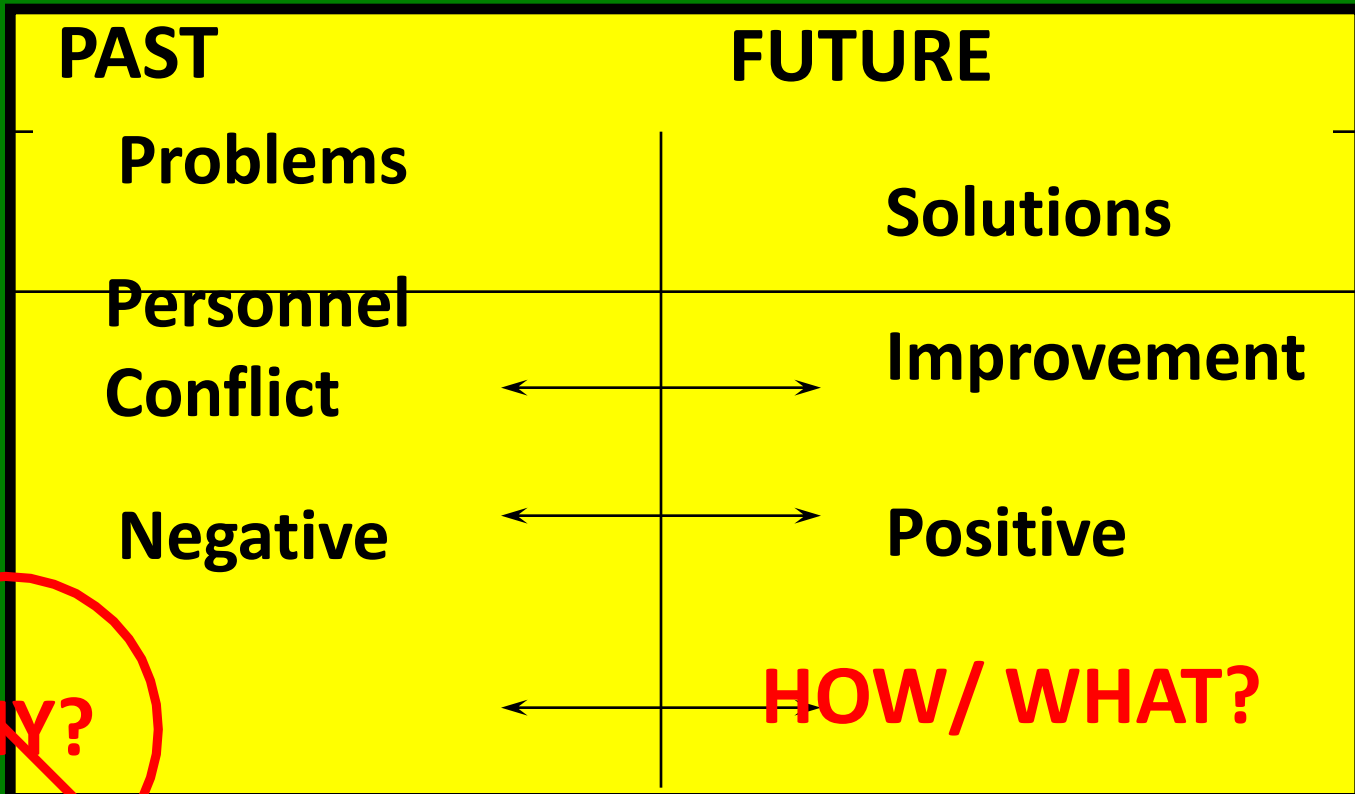 PAST
FUTURE
Problems
Solutions
Personnel
Conflict
Improvement
Negative
Positive
HOW/ WHAT?